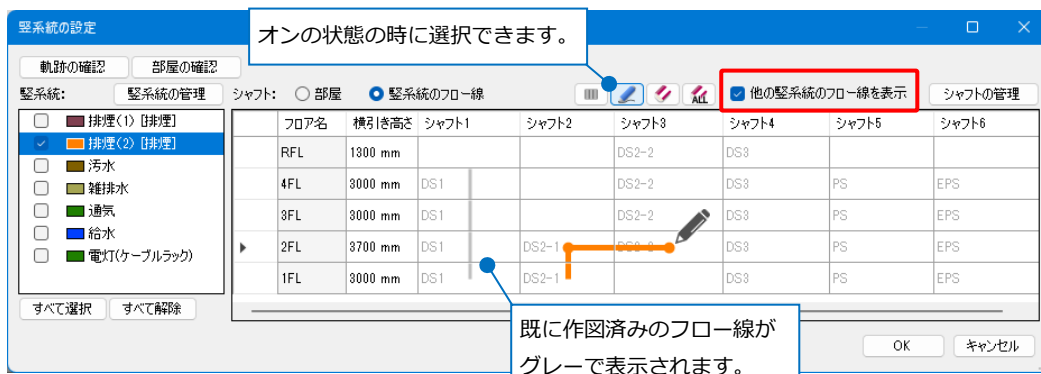 竪系統の設定
オンの状態の時に選択できます。
軌跡の確認 部屋の確認
竪系統: 竪系統の管理 シャフト: 部屋 竪系統のフロー線 ALL 他の竪系統のフロー線を表示 シャフトの管理
排煙(1) [排煙]
排煙(2) [排煙]
汚水
雑排水
通気
給水
電灯(ケーブルラック)
フロア名 横引き高さ シャフト1 シャフト2 シャフト3 シャフト4 シャフト5 シャフト6
RFL 1300 mm DS2-2 DS3
4FL 3000 mm DS1 DS2-2 DS3 PS EPS
3FL 3000 mm DS1 DS2-2 DS3 PS EPS
2FL 3700 mm DS1 DS2-1 DS2-2 DS3 PS EPS
1FL 3000 mm DS1 DS2-1 DS3 PS EPS
すべて選択 すべて解除
既に作図済みのフロー線が
グレーで表示されます。
OK キャンセル